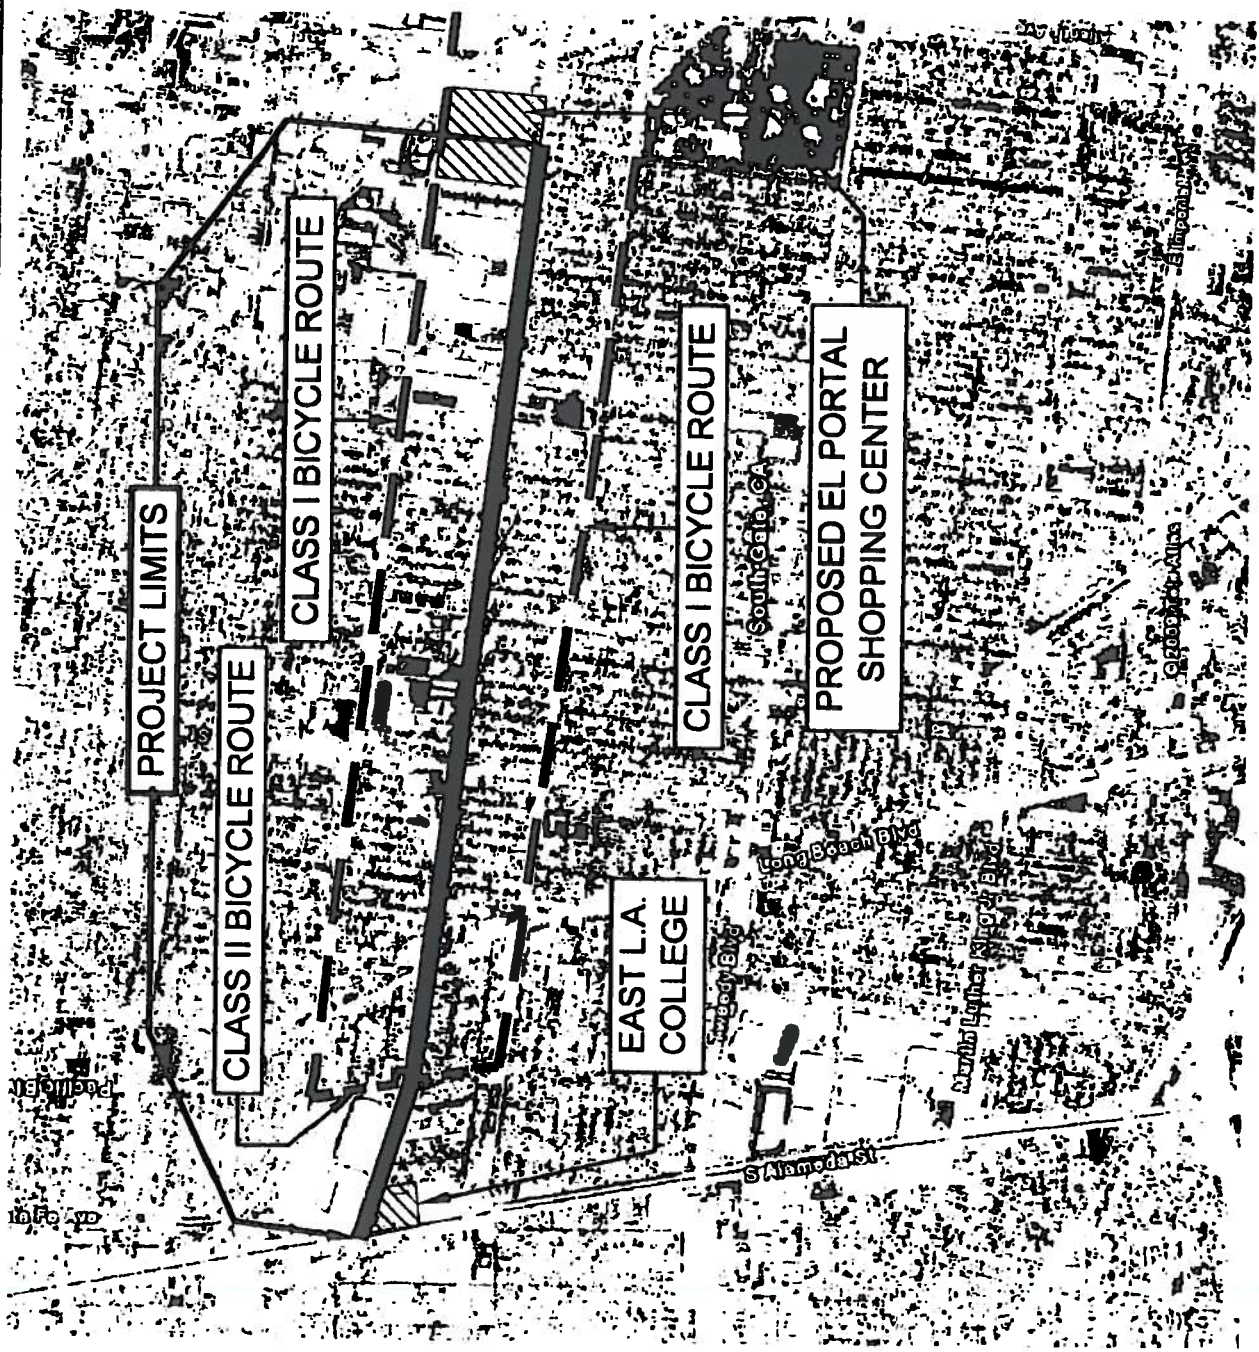 PROJECT LIMITS
CLASS II BICYCLE ROUTE
CLASS I BICYCLE ROUTE
EAST L.A.
COLLEGE
CLASS I BICYCLE ROUTE
PROPOSED EL PORTAL
SHOPPING CENTER
South Gate, CA
Long Beach Blvd
S Alameda St